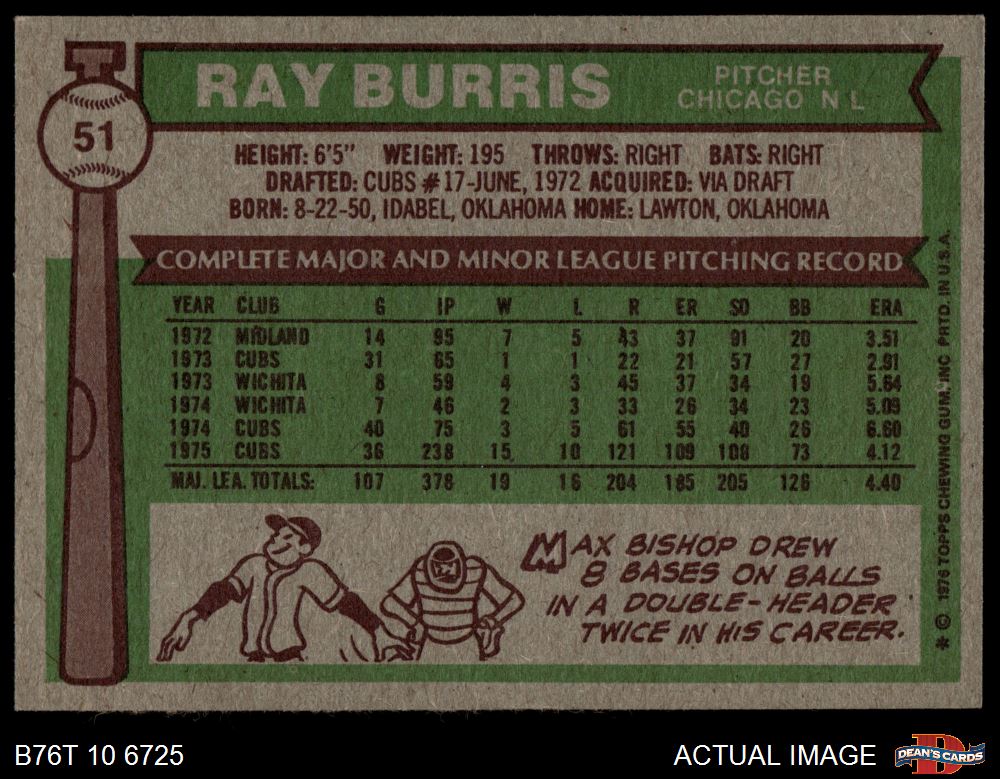 51
RAY BURRIS
PITCHER
CHICAGO N L
HEIGHT: 6'5" WEIGHT: 195 THROWS: RIGHT BATS: RIGHT
DRAFTED: CUBS #17-JUNE, 1972 ACQUIRED: VIA DRAFT
BORN: 8-22-50, IDABEL, OKLAHOMA HOME: LAWTON, OKLAHOMA
COMPLETE MAJOR AND MINOR LEAGUE PITCHING RECORD
YEAR CLUB G IP W L R ER SO BB ERA
1972 MIDLAND 14 95 7 5 43 37 91 20 3.51
1973 CUBS 31 65 1 1 22 21 57 27 2.91
1973 WICHITA 8 59 4 3 45 37 34 19 5.64
1974 WICHITA 7 46 2 3 33 26 34 23 5.09
1974 CUBS 40 75 3 5 61 55 40 26 6.60
1975 CUBS 36 238 15 10 121 109 108 73 4.12
MAJ. LEA. TOTALS: 107 378 19 16 204 185 205 126 4.40
MAX BISHOP DREW
8 BASES ON BALLS
IN A DOUBLE-HEADER
TWICE IN HIS CAREER.
* © 1976 TOPPS CHEWING GUM, INC PRTD. IN U.S.A.
B76T 10 6725
ACTUAL IMAGE
D
DEAN'S CARDS